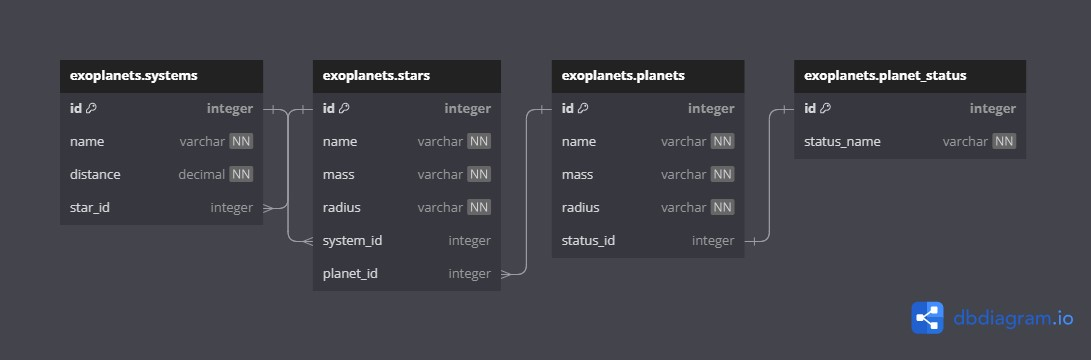 exoplanets.systems
id integer
name varchar NN
distance decimal NN
star_id integer
exoplanets.stars
id integer
name varchar NN
mass varchar NN
radius varchar NN
system_id integer
planet_id integer
exoplanets.planets
id integer
name varchar NN
mass varchar NN
radius varchar NN
status_id integer
exoplanets.planet_status
id integer
status_name varchar NN
dbdiagram.io